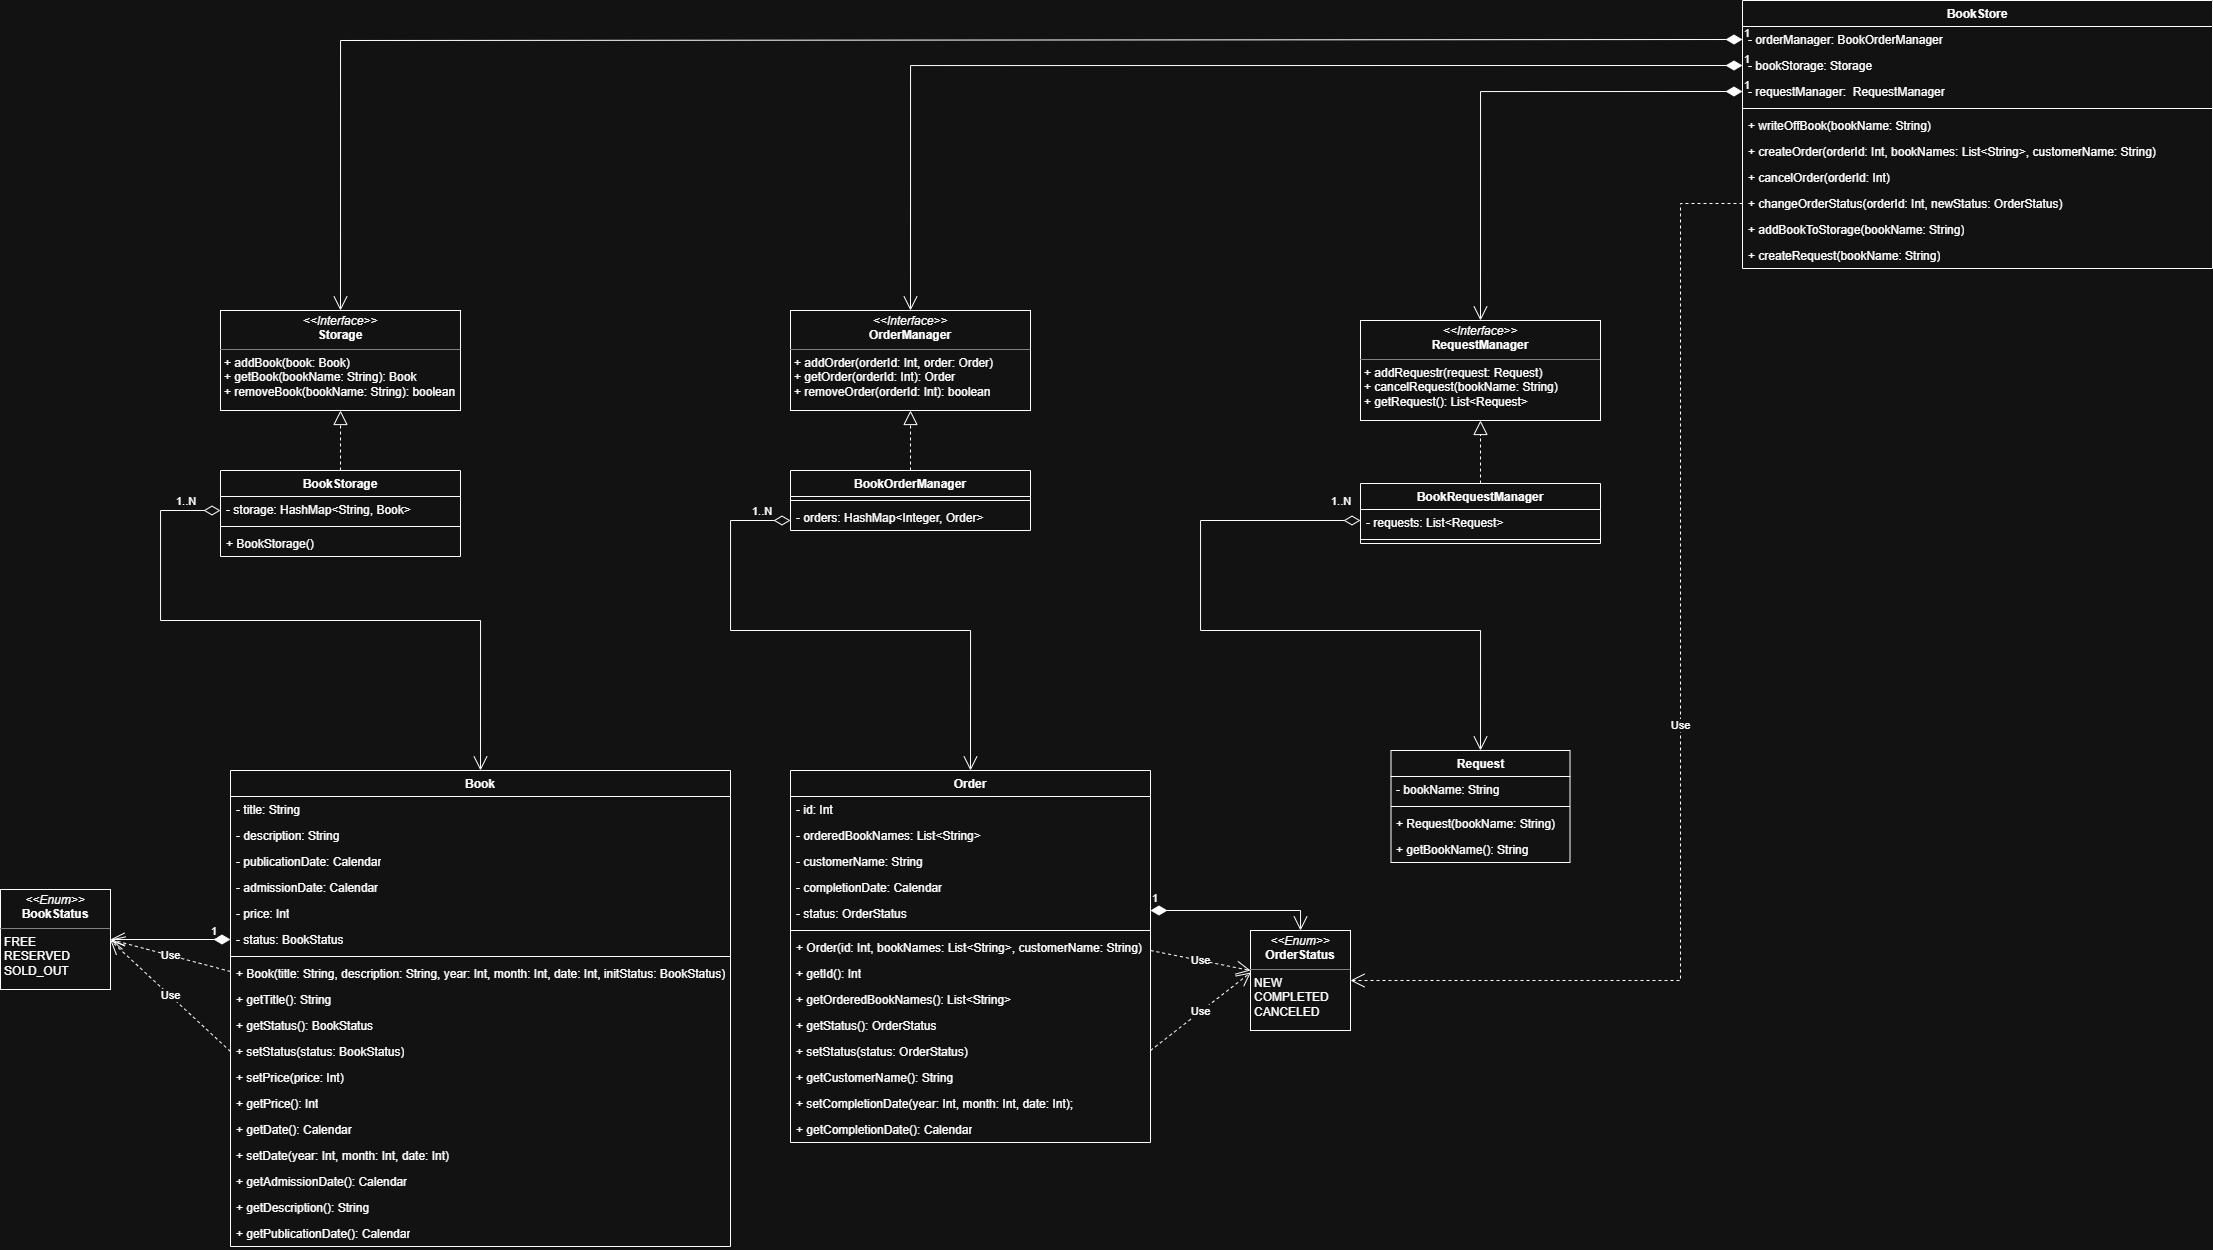 BookStore
1
- orderManager: BookOrderManager
1
- bookStorage: Storage
1
- requestManager:  RequestManager
+ writeOffBook(bookName: String)
+ createOrder(orderId: Int, bookNames: List<String>, customerName: String)
+ cancelOrder(orderId: Int)
+ changeOrderStatus(orderId: Int, newStatus: OrderStatus)
+ addBookToStorage(bookName: String)
+ createRequest(bookName: String)
<<Interface>>
Storage
+ addBook(book: Book)
+ getBook(bookName: String): Book
+ removeBook(bookName: String): boolean
<<Interface>>
OrderManager
+ addOrder(orderId: Int, order: Order)
+ getOrder(orderId: Int): Order
+ removeOrder(orderId: Int): boolean
<<Interface>>
RequestManager
+ addRequestr(request: Request)
+ cancelRequest(bookName: String)
+ getRequest(): List<Request>
BookStorage
1..N
- storage: HashMap<String, Book>
+ BookStorage()
BookOrderManager
1..N
- orders: HashMap<Integer, Order>
BookRequestManager
1..N
- requests: List<Request>
Use
Request
- bookName: String
+ Request(bookName: String)
+ getBookName(): String
Book
- title: String
- description: String
- publicationDate: Calendar
- admissionDate: Calendar
- price: Int
- status: BookStatus
1
+ Book(title: String, description: String, year: Int, month: Int, date: Int, initStatus: BookStatus)
+ getTitle(): String
+ getStatus(): BookStatus
+ setStatus(status: BookStatus)
+ setPrice(price: Int)
+ getPrice(): Int
+ getDate(): Calendar
+ setDate(year: Int, month: Int, date: Int)
+ getAdmissionDate(): Calendar
+ getDescription(): String
+ getPublicationDate(): Calendar
<<Enum>>
BookStatus
FREE
RESERVED
SOLD_OUT
Use
Use
Order
- id: Int
- orderedBookNames: List<String>
- customerName: String
- completionDate: Calendar
- status: OrderStatus
1
+ Order(id: Int, bookNames: List<String>, customerName: String)
+ getId(): Int
+ getOrderedBookNames(): List<String>
+ getStatus(): OrderStatus
+ setStatus(status: OrderStatus)
+ getCustomerName(): String
+ setCompletionDate(year: Int, month: Int, date: Int);
+ getCompletionDate(): Calendar
Use
Use
<<Enum>>
OrderStatus
NEW
COMPLETED
CANCELED